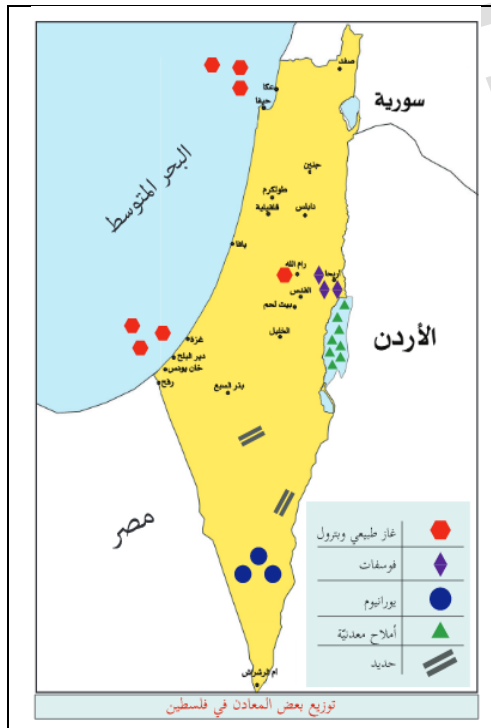 صفد
عكا
حيفا
سورية
البحر المتوسط
جنين
طولكرم
قلقيلية
نابلس
يافا
رام الله
أريحا
القدس
بيت لحم
الأردن
الخليل
غزة
دير البلح
خان يونس
رفح
بئر السبع
مصر
غاز طبيعي وبترول
فوسفات
يورانيوم
أملاح معدنيّة
حديد
ام الرشراش
توزيع بعض المعادن في فلسطين